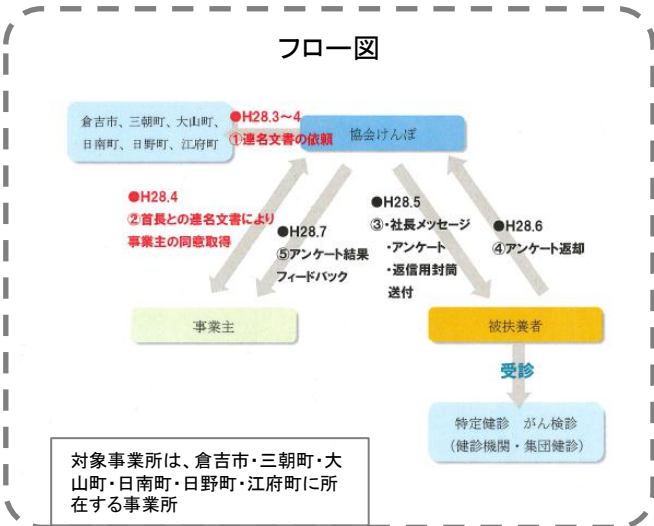 フロー図
倉吉市、三朝町、大山町、
日南町、日野町、江府町
●H28.3～4
①連名文書の依頼
協会けんぽ
●H28.4
②首長との連名文書により
事業主の同意取得
●H28.7
⑤アンケート結果
フィードバック
●H28.5
③・社長メッセージ
・アンケート
・返信用封筒
送付
●H28.6
④アンケート返却
事業主
被扶養者
受診
特定健診　がん検診
（健診機関・集団健診）
対象事業所は、倉吉市・三朝町・大
山町・日南町・日野町・江府町に所
在する事業所